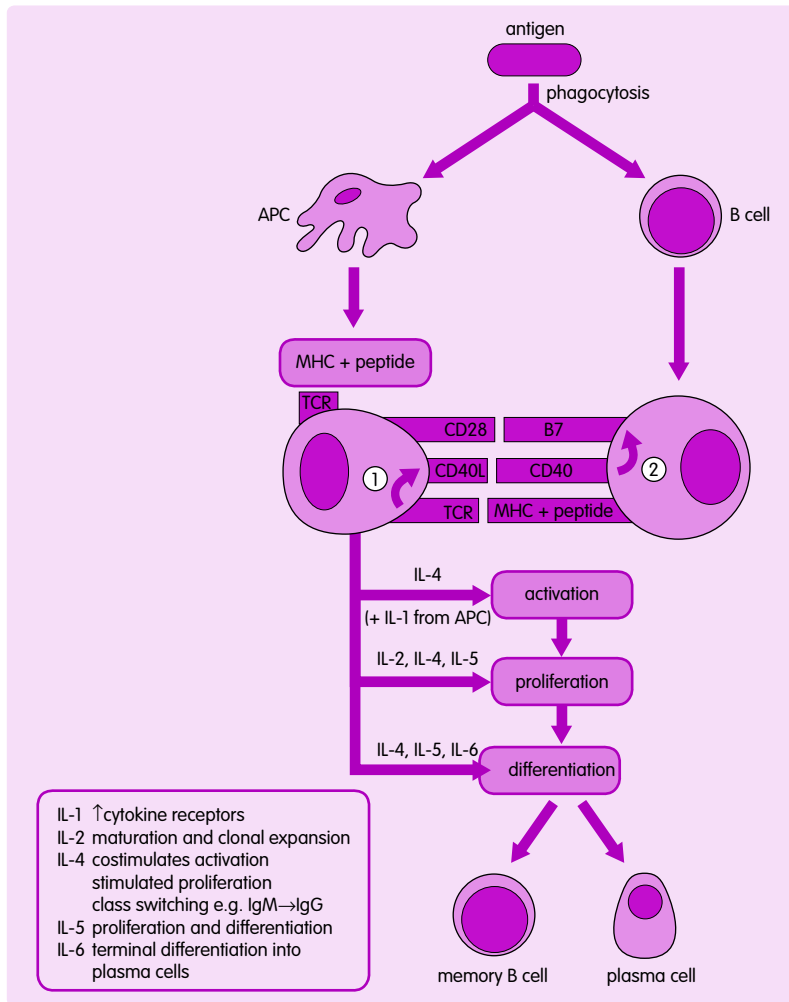 antigen
phagocytosis
APC
B cell
MHC + peptide
TCR
CD28
B7
1
CD40L
CD40
2
TCR
MHC + peptide
IL-4
activation
(+ IL-1 from APC)
IL-2, IL-4, IL-5
proliferation
IL-4, IL-5, IL-6
differentiation
IL-1 ↑cytokine receptors
IL-2 maturation and clonal expansion
IL-4 costimulates activation
stimulated proliferation
class switching e.g. IgM→IgG
IL-5 proliferation and differentiation
IL-6 terminal differentiation into
plasma cells
memory B cell
plasma cell